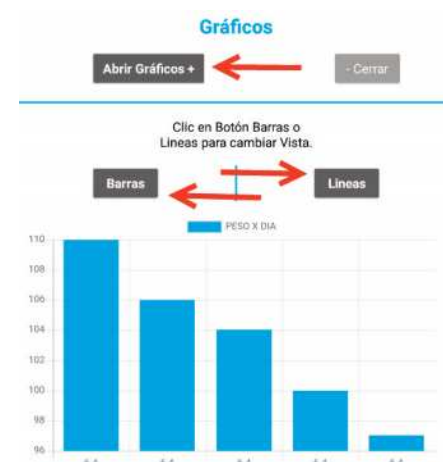 Gráficos
Abrir Gráficos +
- Cerrar
Clic en Botón Barras o
Lineas para cambiar Vista.
Barras
Lineas
PESO X DIA
110
108
106
104
102
100
98
96